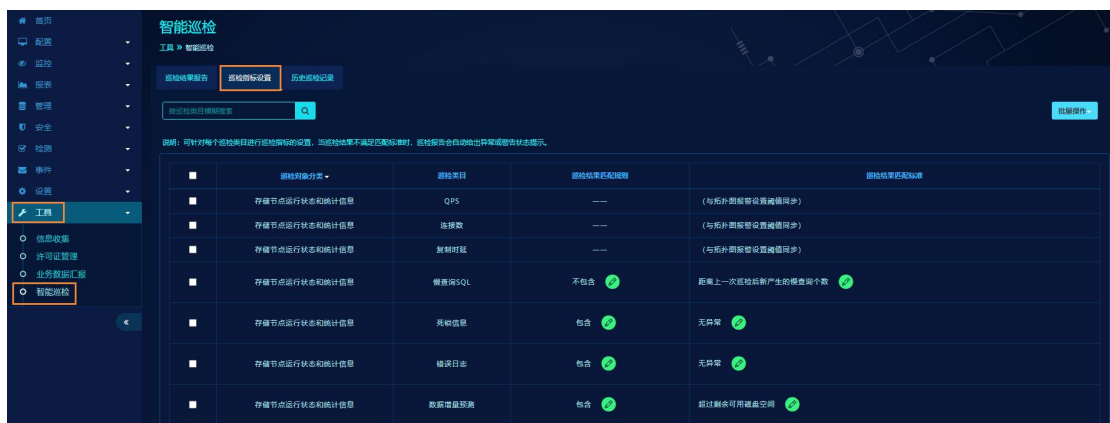 首页
配置
监控
报表
管理
安全
检测
事件
设置
工具
信息收集
许可证管理
业务数据汇报
智能巡检
智能巡检
工具 » 智能巡检
巡检结果报告 巡检指标设置 历史巡检记录
按巡检类目模糊搜索
批量操作
说明：可针对每个巡检类目进行巡检指标的设置，当巡检结果不满足匹配标准时，巡检报告会自动给出异常或警告状态提示。
巡检对象分类 巡检类目 巡检结果匹配规则 巡检结果匹配标准
存储节点运行状态和统计信息 QPS —— (与拓扑图报警设置阈值同步)
存储节点运行状态和统计信息 连接数 —— (与拓扑图报警设置阈值同步)
存储节点运行状态和统计信息 复制时延 —— (与拓扑图报警设置阈值同步)
存储节点运行状态和统计信息 慢查询SQL 不包含 距离上一次巡检后新产生的慢查询个数
存储节点运行状态和统计信息 死锁信息 包含 无异常
存储节点运行状态和统计信息 错误日志 包含 无异常
存储节点运行状态和统计信息 数据增量预测 包含 超过剩余可用磁盘空间